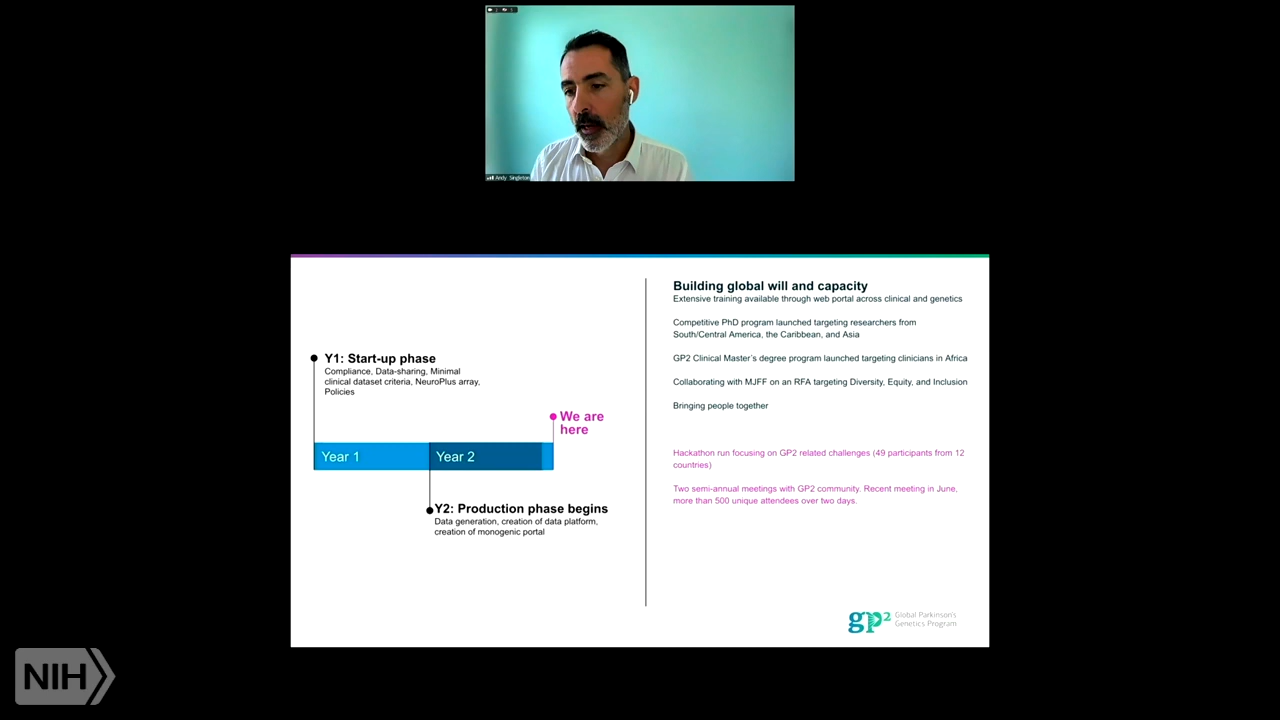 Andy Singleton
Building global will and capacity
Extensive training available through web portal across clinical and genetics
Competitive PhD program launched targeting researchers from
South/Central America, the Caribbean, and Asia
GP2 Clinical Master's degree program launched targeting clinicians in Africa
Collaborating with MJFF on an RFA targeting Diversity, Equity, and Inclusion
Bringing people together
Hackathon run focusing on GP2 related challenges (49 participants from 12
countries)
Two semi-annual meetings with GP2 community. Recent meeting in June,
more than 500 unique attendees over two days.
Y1: Start-up phase
Compliance, Data-sharing, Minimal
clinical dataset criteria, NeuroPlus array,
Policies
We are
here
Year 1
Year 2
Y2: Production phase begins
Data generation, creation of data platform,
creation of monogenic portal
gp2
Global Parkinson's
Genetics Program
NIH